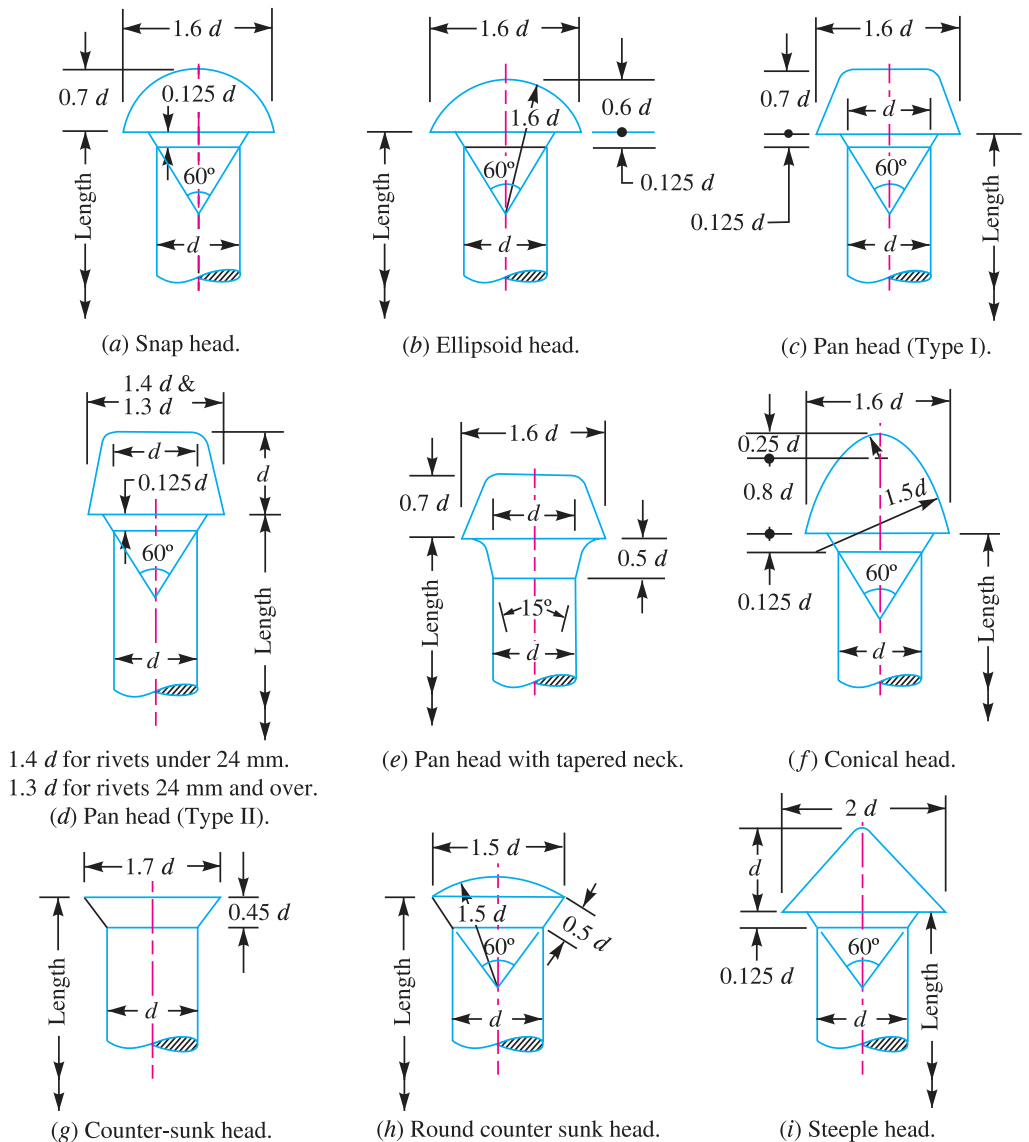 1.6 d
0.7 d
0.125 d
60º
Length
d
(a) Snap head.
1.6 d
0.6 d
1.6 d
60º
0.125 d
Length
d
(b) Ellipsoid head.
1.6 d
0.7 d
d
60º
0.125 d
Length
d
(c) Pan head (Type I).
1.4 d &
1.3 d
d
0.125 d
d
60º
Length
d
1.4 d for rivets under 24 mm.
1.3 d for rivets 24 mm and over.
(d) Pan head (Type II).
1.6 d
0.7 d
d
0.5 d
15º
Length
d
(e) Pan head with tapered neck.
1.6 d
0.25 d
0.8 d
1.5d
0.125 d
60º
Length
d
(f) Conical head.
1.7 d
0.45 d
Length
d
(g) Counter-sunk head.
1.5 d
1.5 d
0.5 d
60º
Length
d
(h) Round counter sunk head.
2 d
d
0.125 d
60º
Length
d
(i) Steeple head.